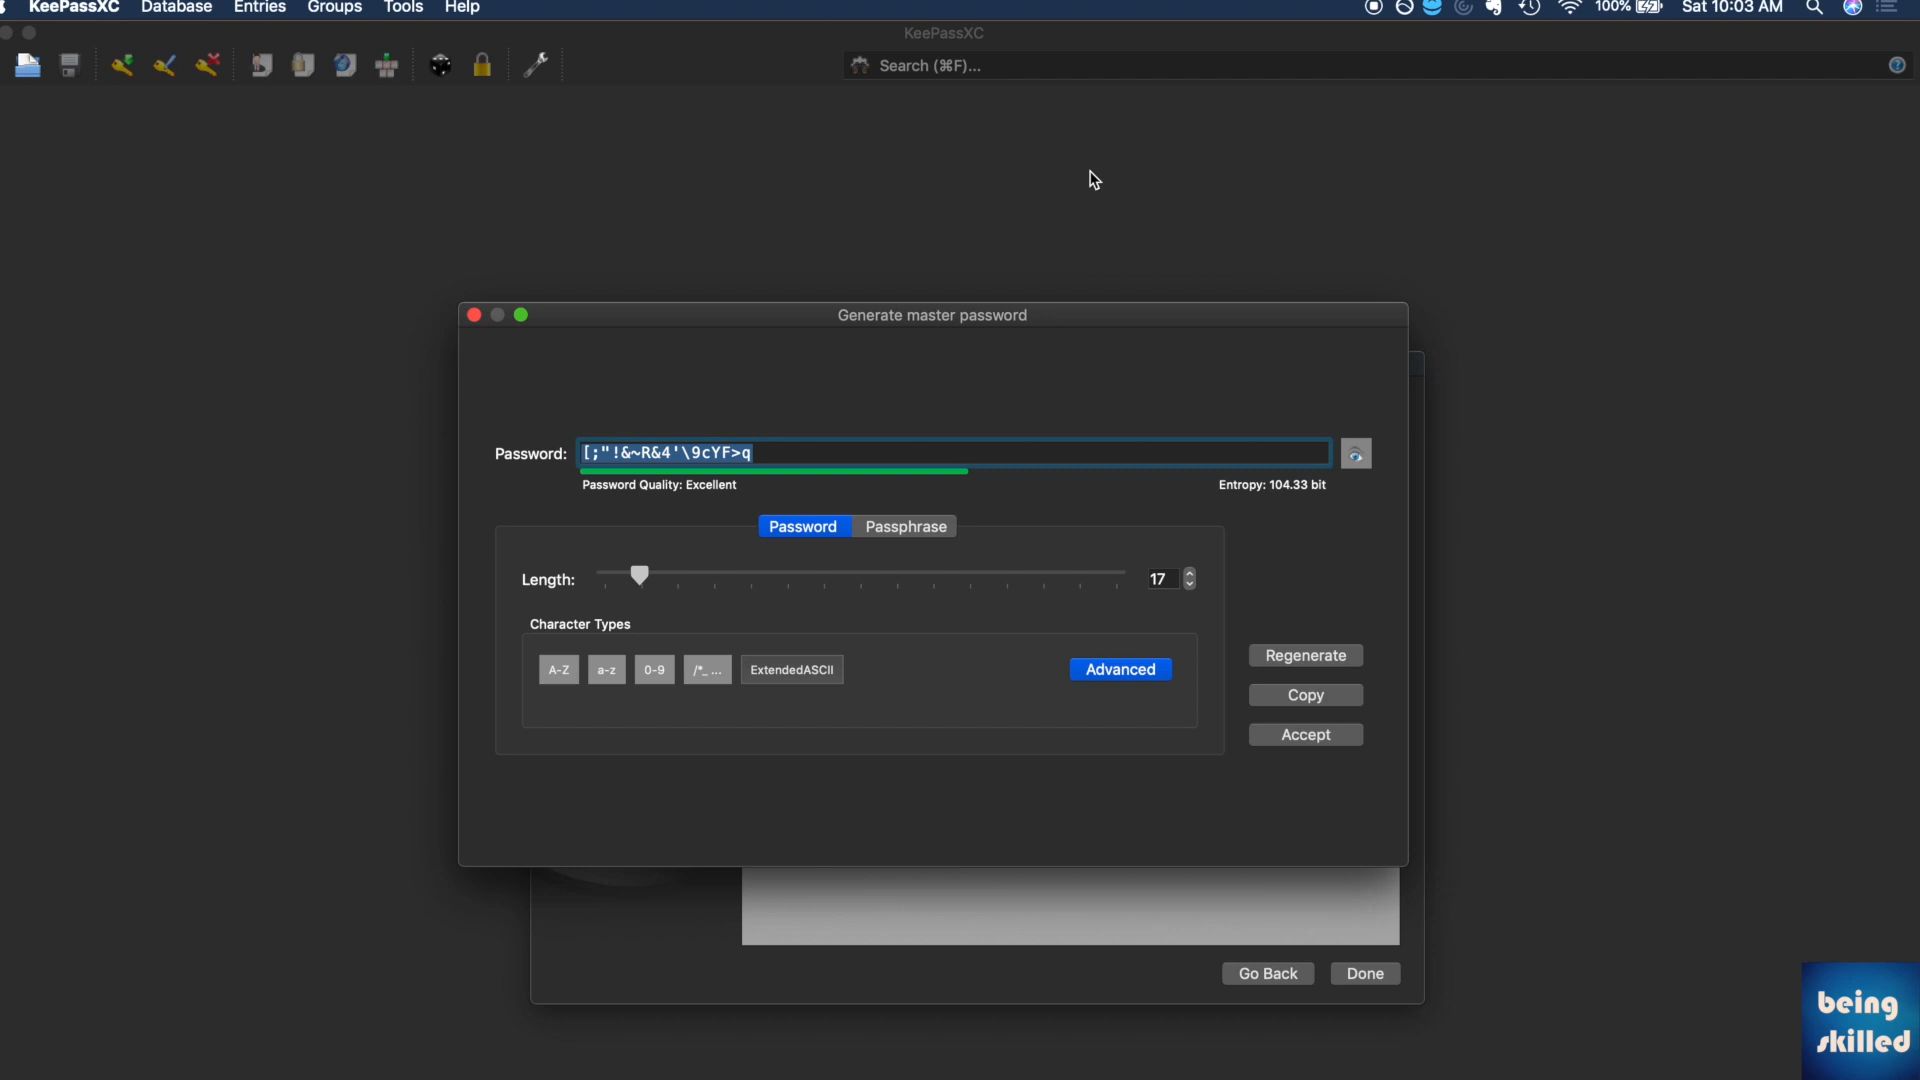 KeePassXC Database Entries Groups Tools Help 100% Sat 10:03 AM
KeePassXC
Search (⌘F)...
Generate master password
Password: [;"!&~R&4'\9cYF>q
Password Quality: Excellent Entropy: 104.33 bit
Password Passphrase
Length: 17
Character Types
A-Z a-z 0-9 /*_ ... ExtendedASCII Advanced
Regenerate
Copy
Accept
Go Back Done
being
skilled